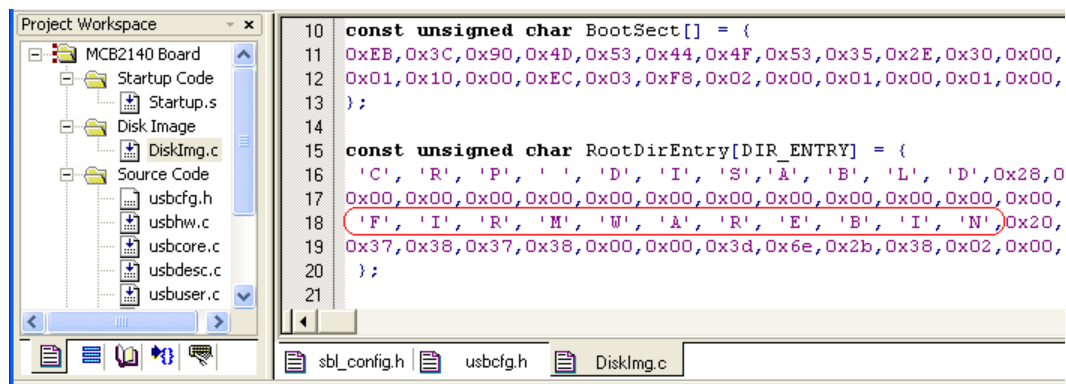 Project Workspace
MCB2140 Board
Startup Code
Startup.s
Disk Image
DiskImg.c
Source Code
usbcfg.h
usbhw.c
usbcore.c
usbdesc.c
usbuser.c
10 const unsigned char BootSect[] = {
11 0xEB,0x3C,0x90,0x4D,0x53,0x44,0x4F,0x53,0x35,0x2E,0x30,0x00,
12 0x01,0x10,0x00,0xEC,0x03,0xF8,0x02,0x00,0x01,0x00,0x01,0x00,
13 };
14
15 const unsigned char RootDirEntry[DIR_ENTRY] = {
16 'C', 'R', 'P', ' ', 'D', 'I', 'S','A', 'B', 'L', 'D',0x28,0
17 0x00,0x00,0x00,0x00,0x00,0x00,0x00,0x00,0x00,0x00,0x00,0x00,
18 'F', 'I', 'R', 'M', 'W', 'A', 'R', 'E', 'B', 'I', 'N',0x20,
19 0x37,0x38,0x37,0x38,0x00,0x00,0x3d,0x6e,0x2b,0x38,0x02,0x00,
20 };
21
sbl_config.h usbcfg.h DiskImg.c